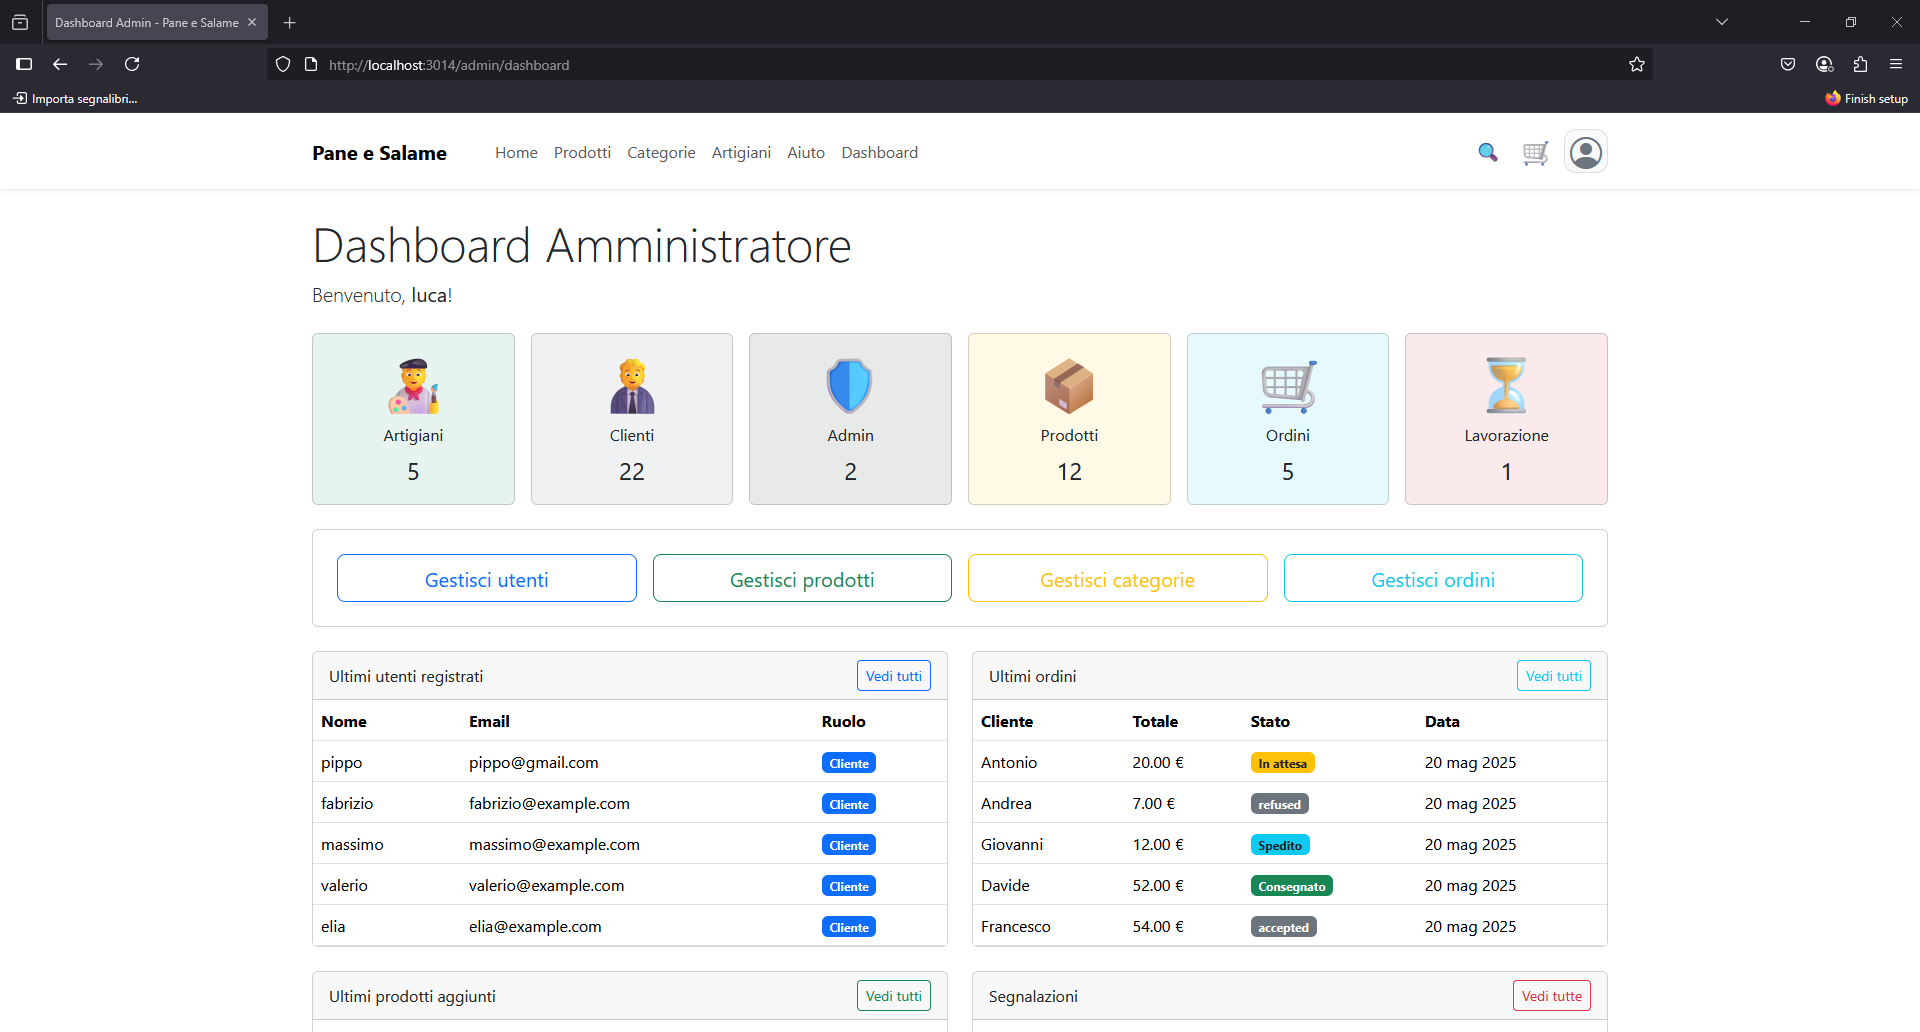 Dashboard Admin - Pane e Salame
http://localhost:3014/admin/dashboard
Importa segnalibri...
Finish setup
Pane e Salame
Home Prodotti Categorie Artigiani Aiuto Dashboard
Dashboard Amministratore
Benvenuto, luca!
Artigiani
5
Clienti
22
Admin
2
Prodotti
12
Ordini
5
Lavorazione
1
Gestisci utenti
Gestisci prodotti
Gestisci categorie
Gestisci ordini
Ultimi utenti registrati Vedi tutti
Nome Email Ruolo
pippo pippo@gmail.com Cliente
fabrizio fabrizio@example.com Cliente
massimo massimo@example.com Cliente
valerio valerio@example.com Cliente
elia elia@example.com Cliente
Ultimi ordini Vedi tutti
Cliente Totale Stato Data
Antonio 20.00 € In attesa 20 mag 2025
Andrea 7.00 € refused 20 mag 2025
Giovanni 12.00 € Spedito 20 mag 2025
Davide 52.00 € Consegnato 20 mag 2025
Francesco 54.00 € accepted 20 mag 2025
Ultimi prodotti aggiunti Vedi tutti
Segnalazioni Vedi tutte